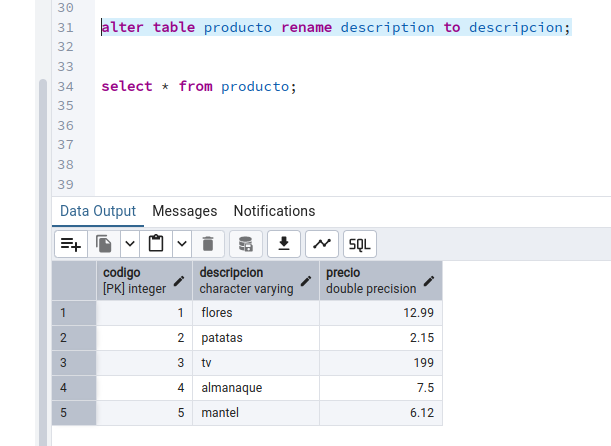 30
31 alter table producto rename description to descripcion;
32
33
34 select * from producto;
35
36
37
38
39
Data Output Messages Notifications
SQL
codigo descripcion precio
[PK] integer character varying double precision
1 1 flores 12.99
2 2 patatas 2.15
3 3 tv 199
4 4 almanaque 7.5
5 5 mantel 6.12